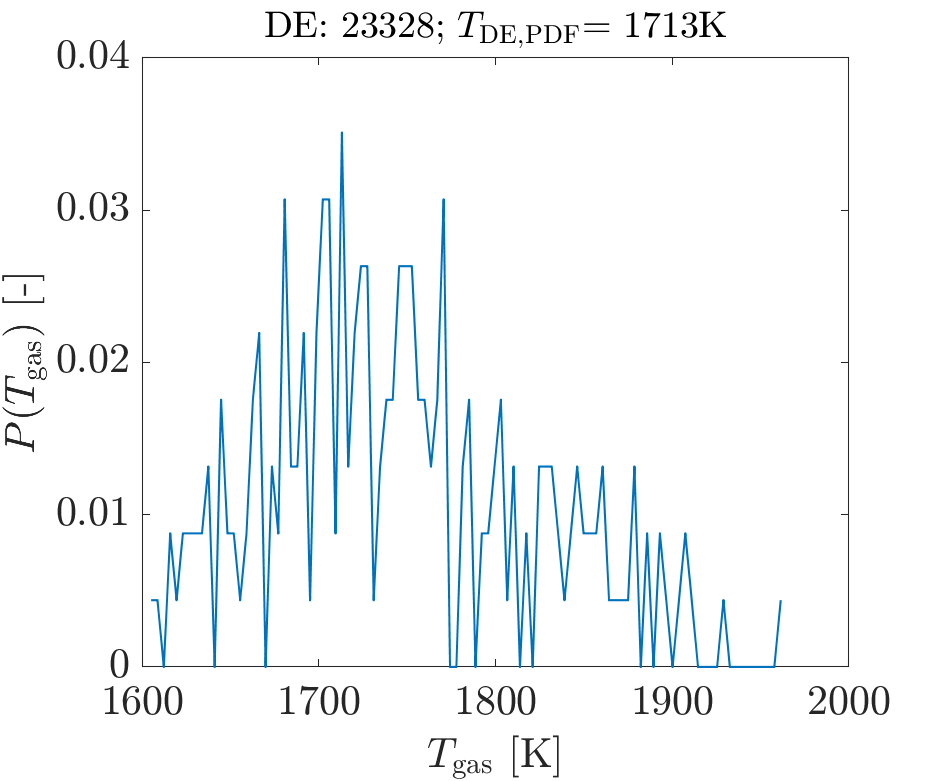 DE: 23328; T_DE,PDF= 1713K
0.04
0.03
0.02
0.01
0
P(T_gas) [-]
1600 1700 1800 1900 2000
T_gas [K]